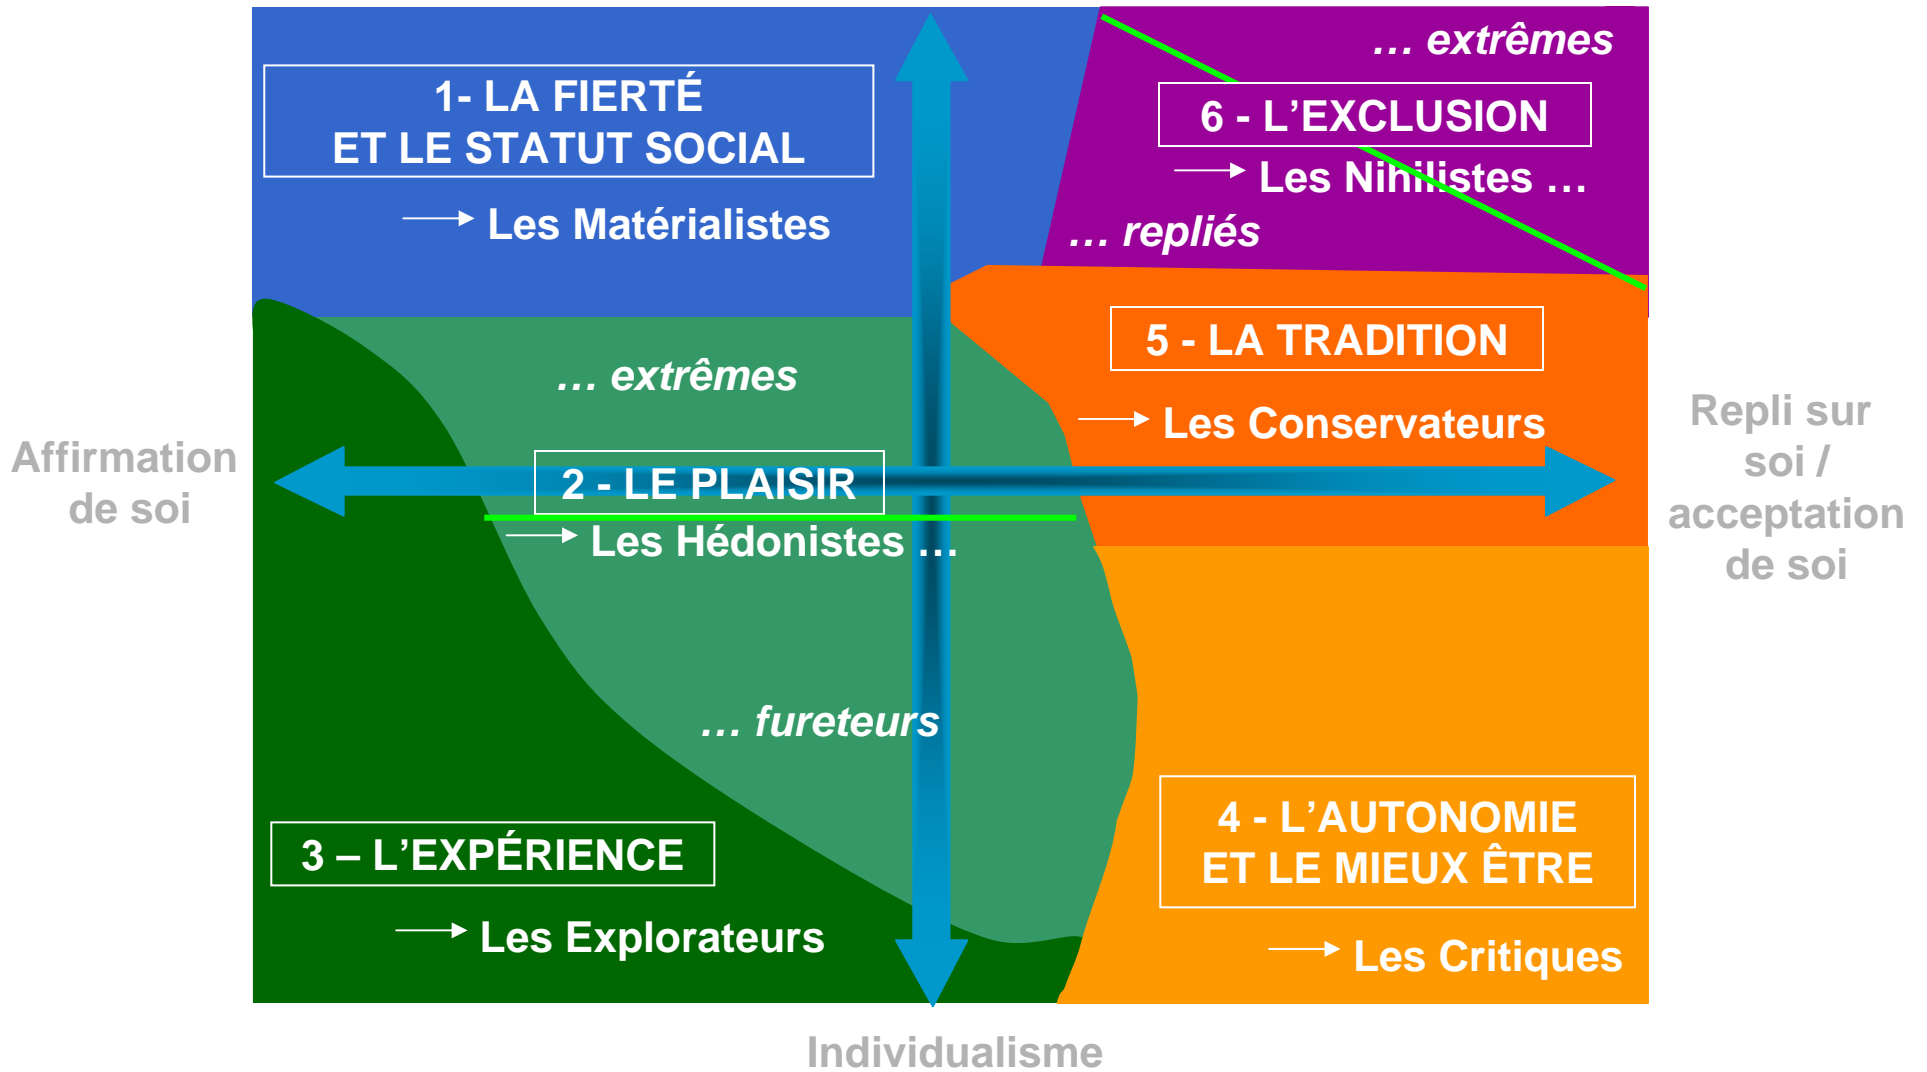 … extrêmes
1- LA FIERTÉ
ET LE STATUT SOCIAL
6 - L’EXCLUSION
Les Matérialistes
Les Nihilistes …
… repliés
5 - LA TRADITION
… extrêmes
Les Conservateurs
Affirmation
de soi
Repli sur
soi /
acceptation
de soi
2 - LE PLAISIR
Les Hédonistes …
… fureteurs
3 – L’EXPÉRIENCE
Les Explorateurs
4 - L’AUTONOMIE
ET LE MIEUX ÊTRE
Les Critiques
Individualisme